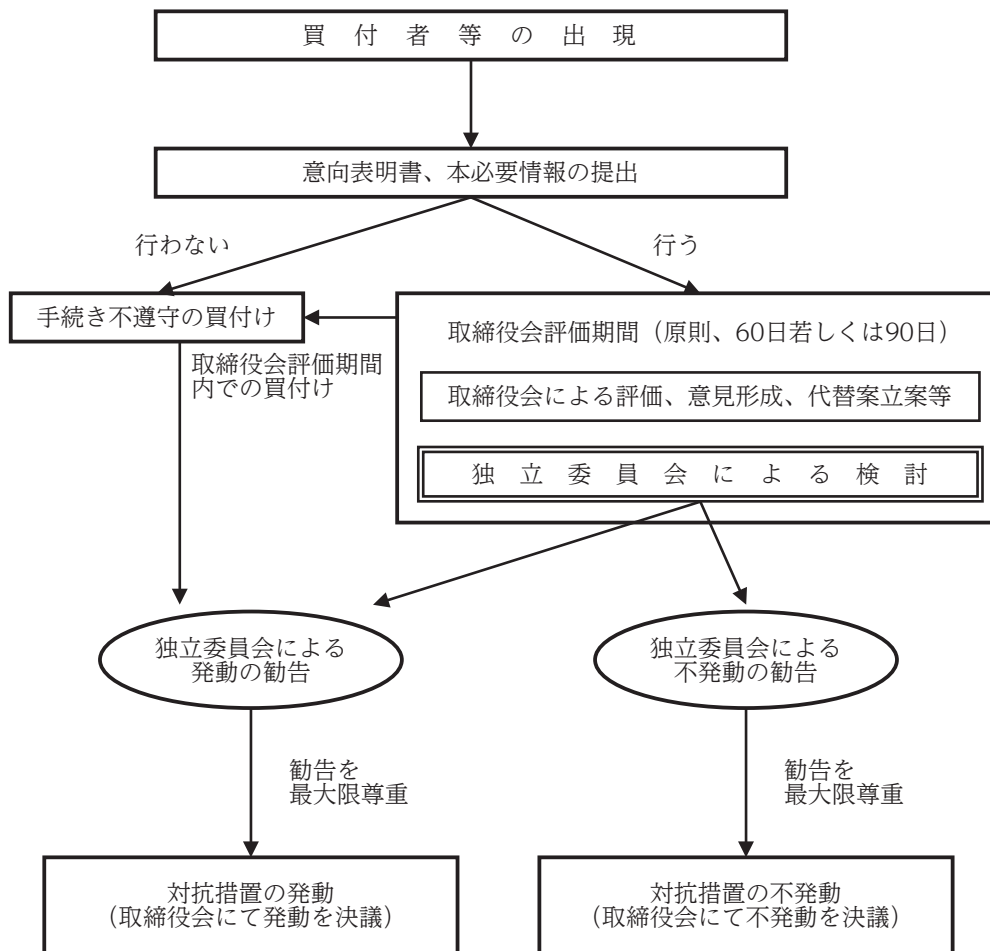 買付者等の出現
意向表明書、本必要情報の提出
行わない
行う
手続き不遵守の買付け
取締役会評価期間（原則、60日若しくは90日）
取締役会評価期間
内での買付け
取締役会による評価、意見形成、代替案立案等
独立委員会による検討
独立委員会による
発動の勧告
独立委員会による
不発動の勧告
勧告を
最大限尊重
勧告を
最大限尊重
対抗措置の発動
（取締役会にて発動を決議）
対抗措置の不発動
（取締役会にて不発動を決議）